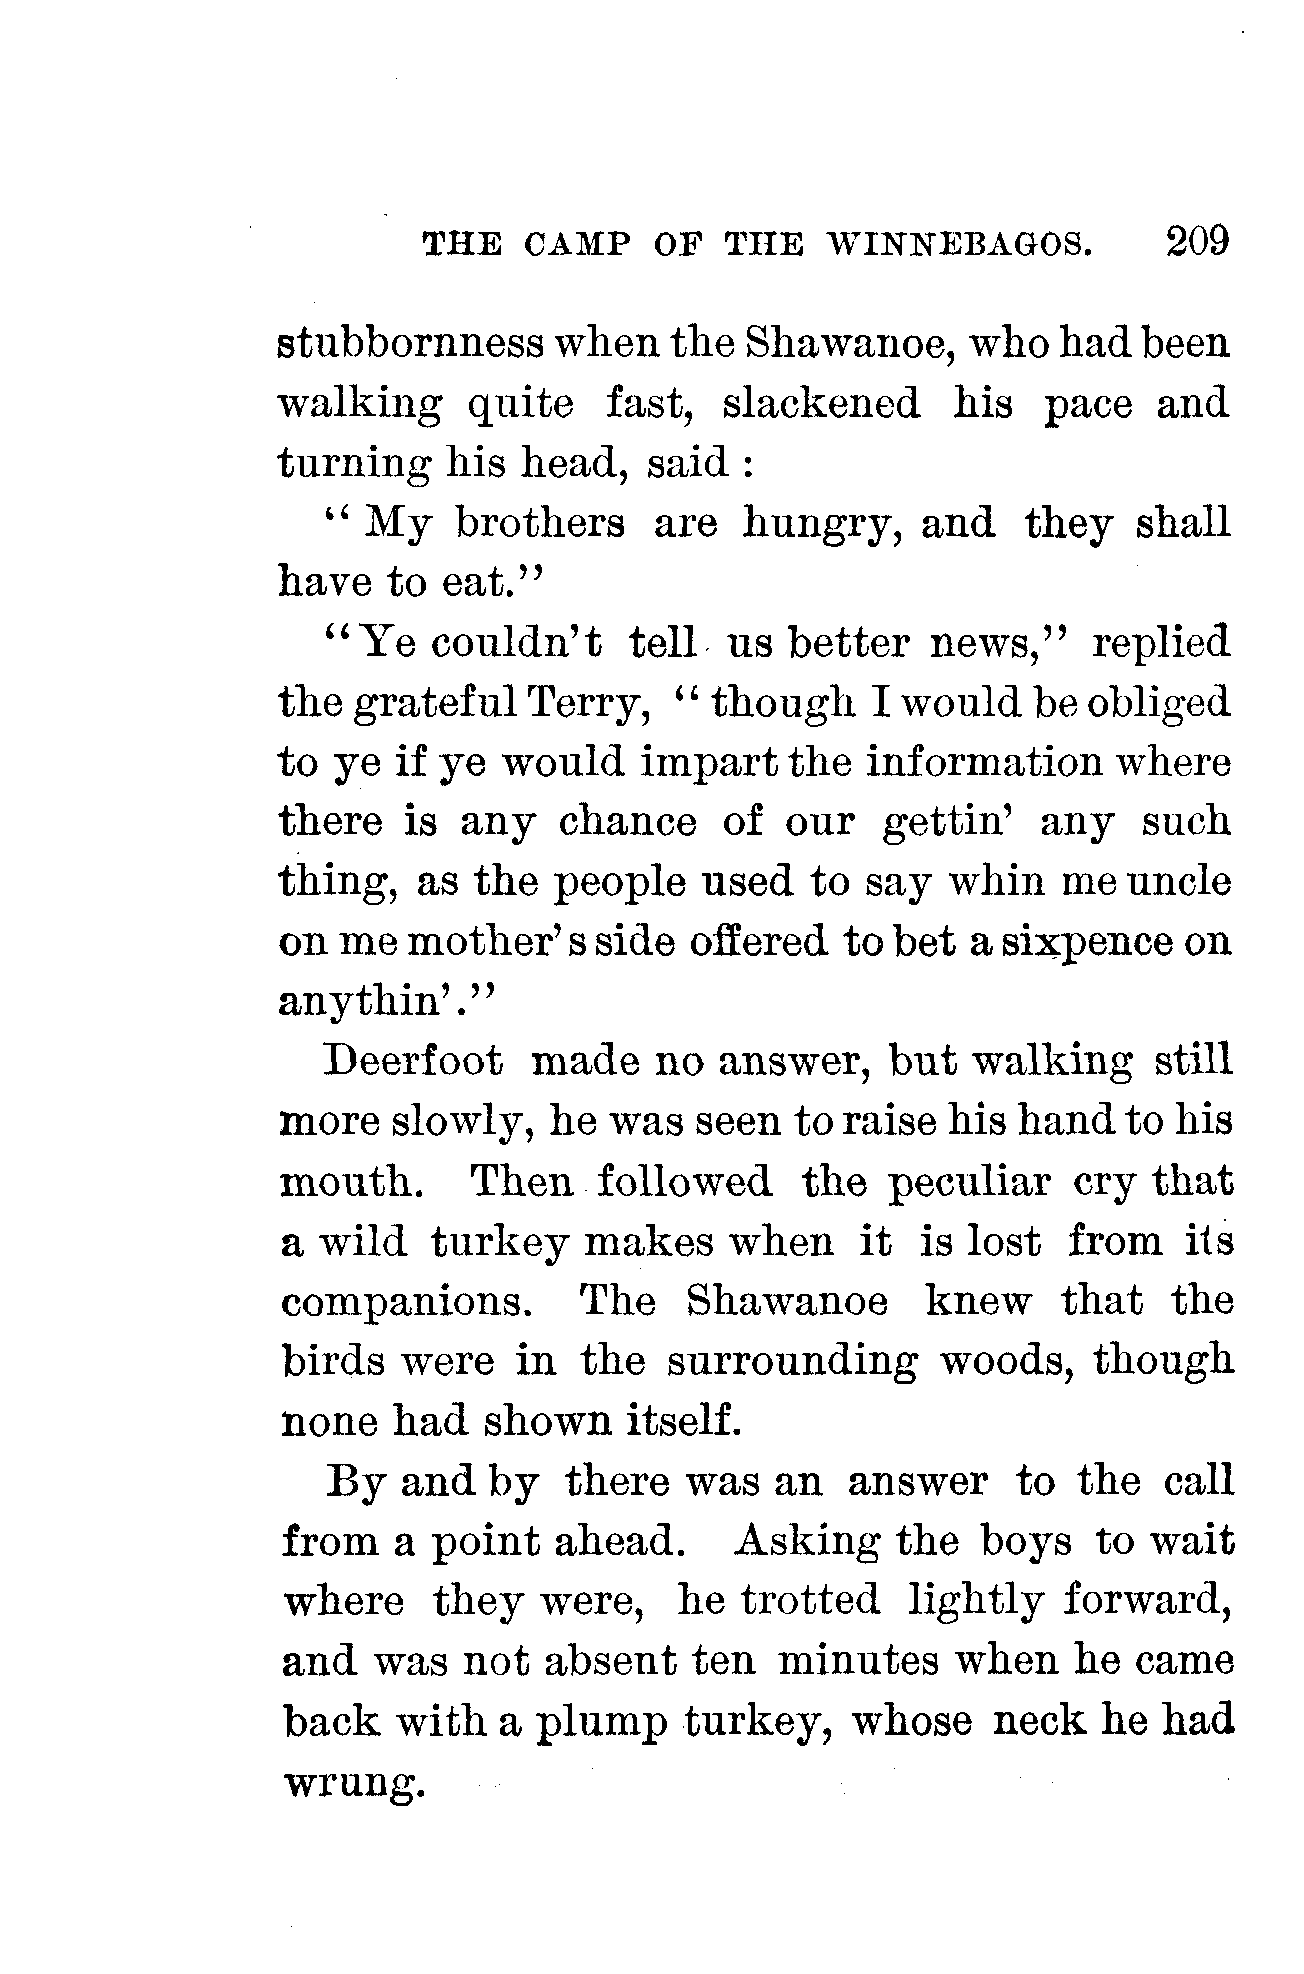 THE CAMP OF THE WINNEBAGOS. 209
stubbornness when the Shawanoe, who had been
walking quite fast, slackened his pace and
turning his head, said :
“ My brothers are hungry, and they shall
have to eat.”
“ Ye couldn’t tell us better news,” replied
the grateful Terry, “ though I would be obliged
to ye if ye would impart the information where
there is any chance of our gettin’ any such
thing, as the people used to say whin me uncle
on me mother’s side offered to bet a sixpence on
anythin’.”
Deerfoot made no answer, but walking still
more slowly, he was seen to raise his hand to his
mouth. Then followed the peculiar cry that
a wild turkey makes when it is lost from its
companions. The Shawanoe knew that the
birds were in the surrounding woods, though
none had shown itself.
By and by there was an answer to the call
from a point ahead. Asking the boys to wait
where they were, he trotted lightly forward,
and was not absent ten minutes when he came
back with a plump turkey, whose neck he had
wrung.